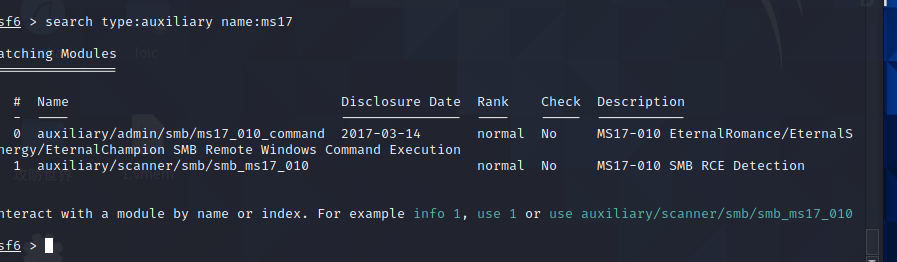 sf6 > search type:auxiliary name:ms17
atching Modules
================
# Name Disclosure Date Rank Check Description
- ---- --------------- ---- ----- -----------
0 auxiliary/admin/smb/ms17_010_command 2017-03-14 normal No MS17-010 EternalRomance/EternalS
nergy/EternalChampion SMB Remote Windows Command Execution
1 auxiliary/scanner/smb/smb_ms17_010 normal No MS17-010 SMB RCE Detection
nteract with a module by name or index. For example info 1, use 1 or use auxiliary/scanner/smb/smb_ms17_010
sf6 >